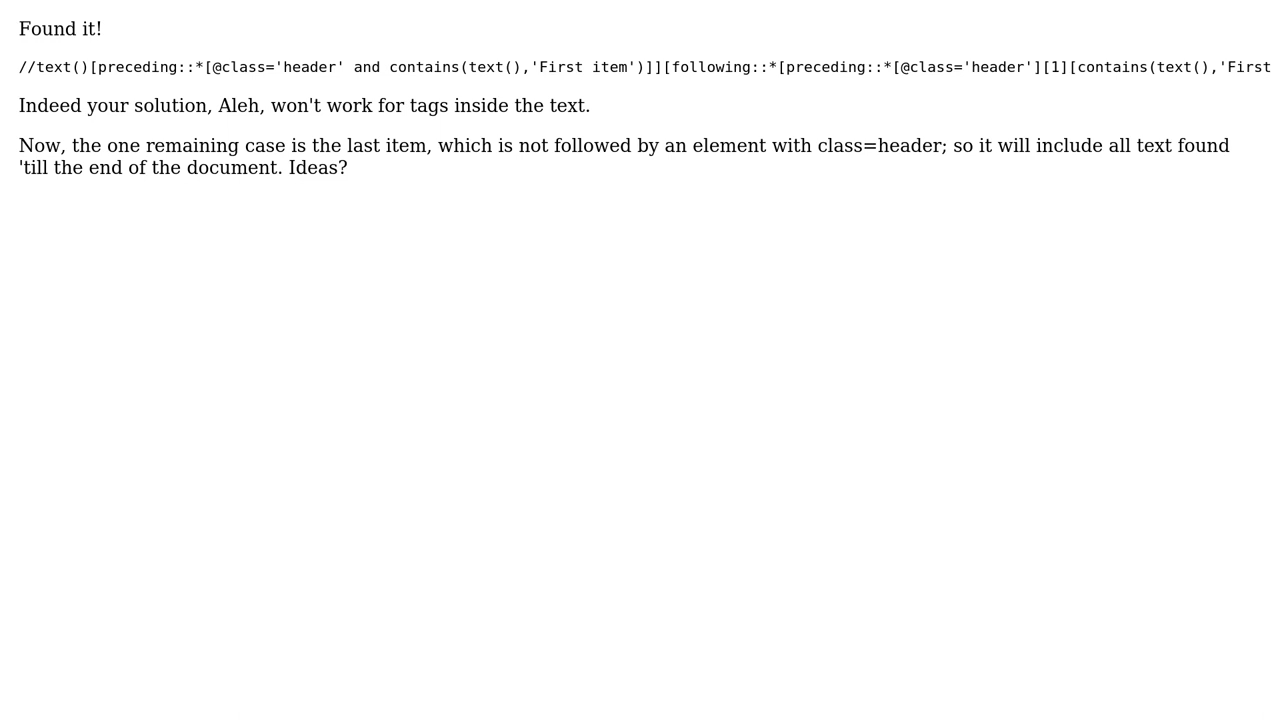 Found it!
//text()[preceding::*[@class='header' and contains(text(),'First item')]][following::*[preceding::*[@class='header'][1][contains(text(),'First
Indeed your solution, Aleh, won't work for tags inside the text.
Now, the one remaining case is the last item, which is not followed by an element with class=header; so it will include all text found
'till the end of the document. Ideas?